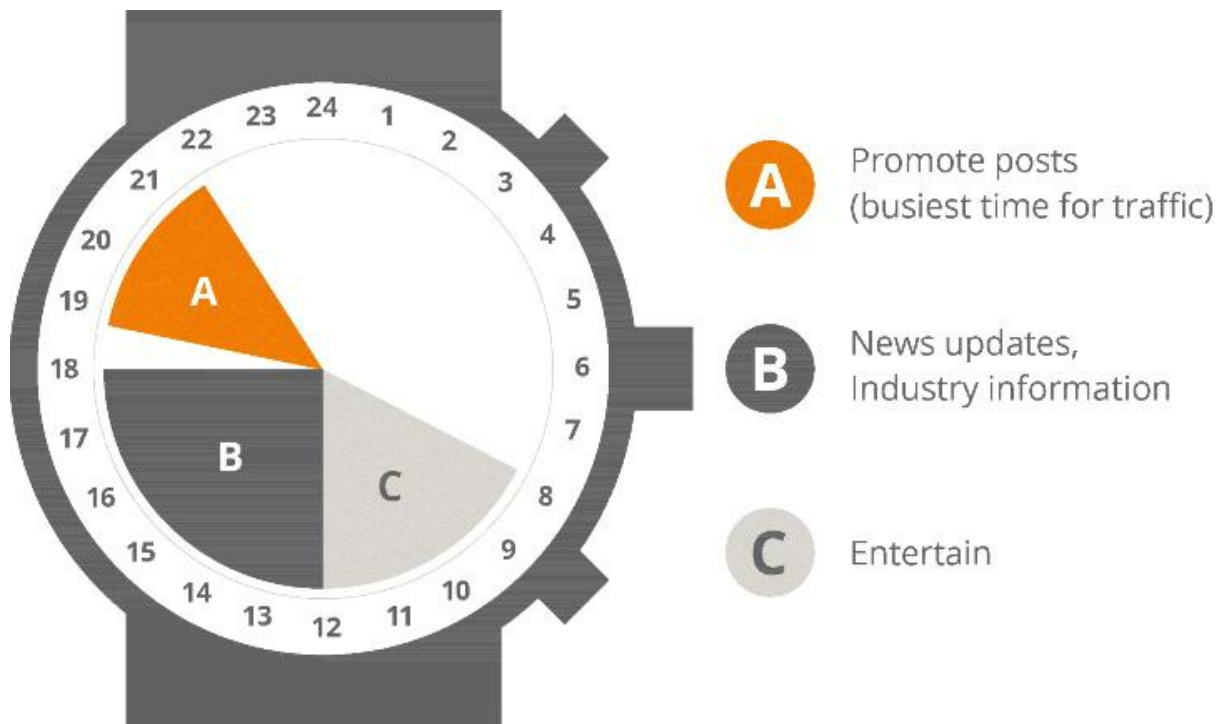 24
1
2
3
4
5
6
7
8
9
10
11
12
13
14
15
16
17
18
19
20
21
22
23
A
B
C
A
Promote posts
(busiest time for traffic)
B
News updates,
Industry information
C
Entertain